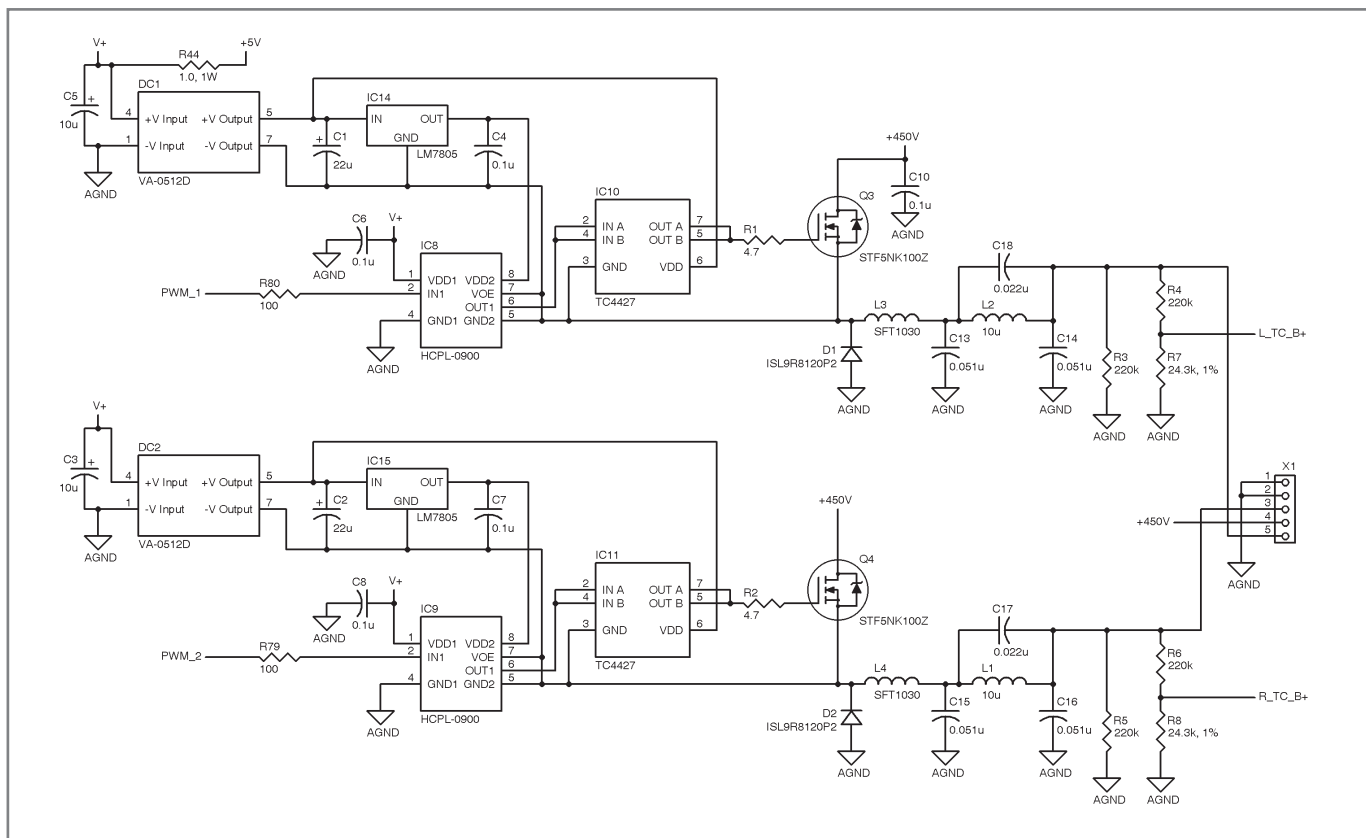 V+
+5V
R44
1.0, 1W
C5
+
10u
DC1
4 +V Input +V Output 5
1 -V Input -V Output 7
VA-0512D
AGND
IC14
IN OUT
GND
LM7805
+
C1
22u
C4
0.1u
C6
0.1u
V+
AGND
IC8
1 VDD1 VDD2 8
2 IN1 VOE 7
OUT1 6
4 GND1 GND2 5
HCPL-0900
PWM_1
R80
100
AGND
IC10
2 IN A OUT A 7
4 IN B OUT B 5
3 GND VDD 6
TC4427
R1
4.7
+450V
C10
0.1u
AGND
Q3
STF5NK100Z
D1
ISL9R8120P2
AGND
L3
SFT1030
C13
0.051u
AGND
C18
0.022u
L2
10u
C14
0.051u
AGND
R3
220k
AGND
R4
220k
L_TC_B+
R7
24.3k, 1%
AGND
V+
C3
+
10u
DC2
4 +V Input +V Output 5
1 -V Input -V Output 7
VA-0512D
AGND
IC15
IN OUT
GND
LM7805
+
C2
22u
C7
0.1u
C8
0.1u
V+
AGND
IC9
1 VDD1 VDD2 8
2 IN1 VOE 7
OUT1 6
4 GND1 GND2 5
HCPL-0900
PWM_2
R79
100
AGND
IC11
2 IN A OUT A 7
4 IN B OUT B 5
3 GND VDD 6
TC4427
R2
4.7
+450V
Q4
STF5NK100Z
D2
ISL9R8120P2
AGND
L4
SFT1030
C15
0.051u
AGND
C17
0.022u
L1
10u
C16
0.051u
AGND
R5
220k
AGND
R6
220k
R_TC_B+
R8
24.3k, 1%
AGND
X1
1
2
3
+450V 4
5
AGND